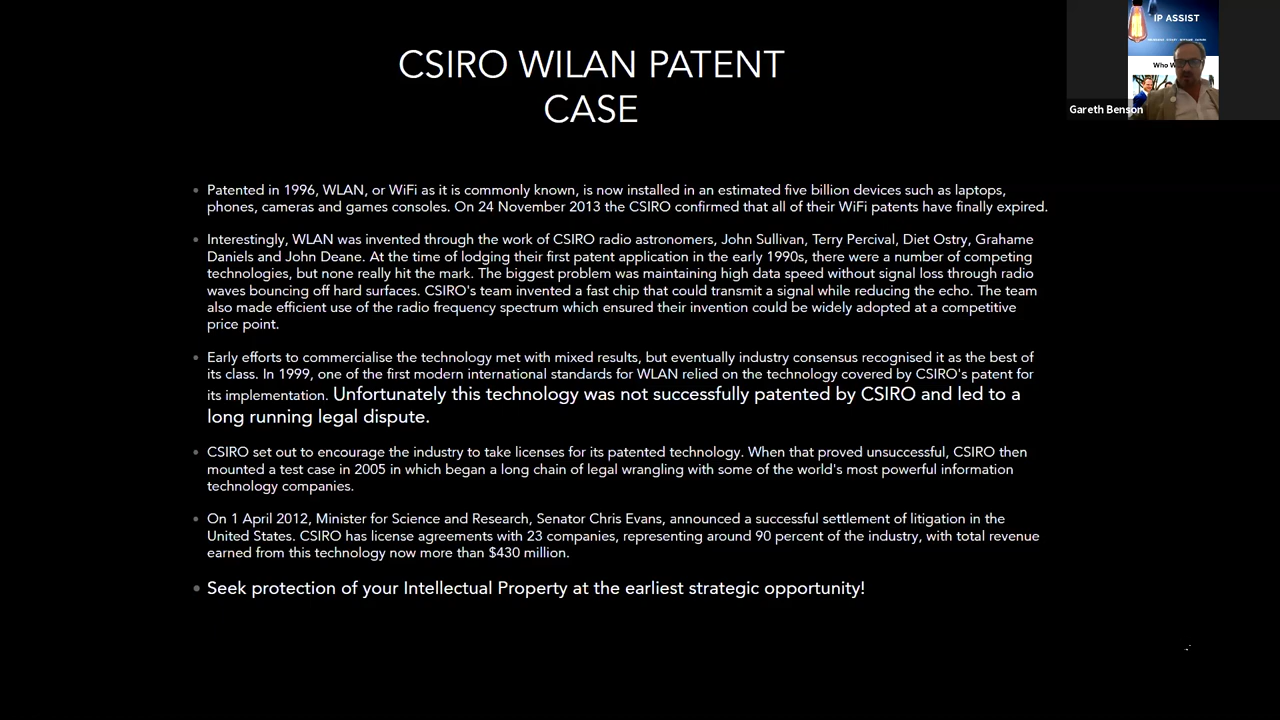 IP ASSIST
CSIRO WILAN PATENT
CASE
Gareth Benson
• Patented in 1996, WLAN, or WiFi as it is commonly known, is now installed in an estimated five billion devices such as laptops,
phones, cameras and games consoles. On 24 November 2013 the CSIRO confirmed that all of their WiFi patents have finally expired.
• Interestingly, WLAN was invented through the work of CSIRO radio astronomers, John Sullivan, Terry Percival, Diet Ostry, Grahame
Daniels and John Deane. At the time of lodging their first patent application in the early 1990s, there were a number of competing
technologies, but none really hit the mark. The biggest problem was maintaining high data speed without signal loss through radio
waves bouncing off hard surfaces. CSIRO's team invented a fast chip that could transmit a signal while reducing the echo. The team
also made efficient use of the radio frequency spectrum which ensured their invention could be widely adopted at a competitive
price point.
• Early efforts to commercialise the technology met with mixed results, but eventually industry consensus recognised it as the best of
its class. In 1999, one of the first modern international standards for WLAN relied on the technology covered by CSIRO's patent for
its implementation. Unfortunately this technology was not successfully patented by CSIRO and led to a
long running legal dispute.
• CSIRO set out to encourage the industry to take licenses for its patented technology. When that proved unsuccessful, CSIRO then
mounted a test case in 2005 in which began a long chain of legal wrangling with some of the world's most powerful information
technology companies.
• On 1 April 2012, Minister for Science and Research, Senator Chris Evans, announced a successful settlement of litigation in the
United States. CSIRO has license agreements with 23 companies, representing around 90 percent of the industry, with total revenue
earned from this technology now more than $430 million.
• Seek protection of your Intellectual Property at the earliest strategic opportunity!